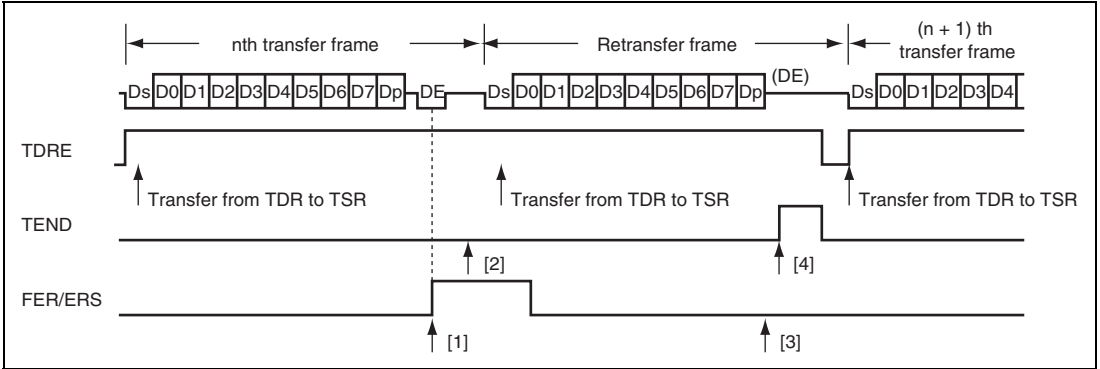 nth transfer frame
Retransfer frame
(n + 1) th
transfer frame
Ds D0 D1 D2 D3 D4 D5 D6 D7 Dp DE
Ds D0 D1 D2 D3 D4 D5 D6 D7 Dp (DE)
Ds D0 D1 D2 D3 D4
TDRE
Transfer from TDR to TSR
Transfer from TDR to TSR
Transfer from TDR to TSR
TEND
[2]
[4]
FER/ERS
[1]
[3]